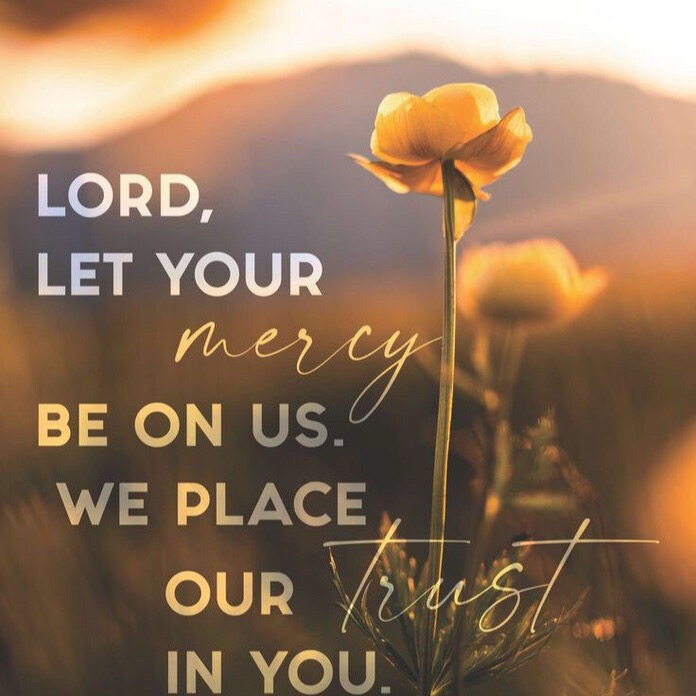 LORD,
LET YOUR
mercy
BE ON US.
WE PLACE
OUR trust
IN YOU.